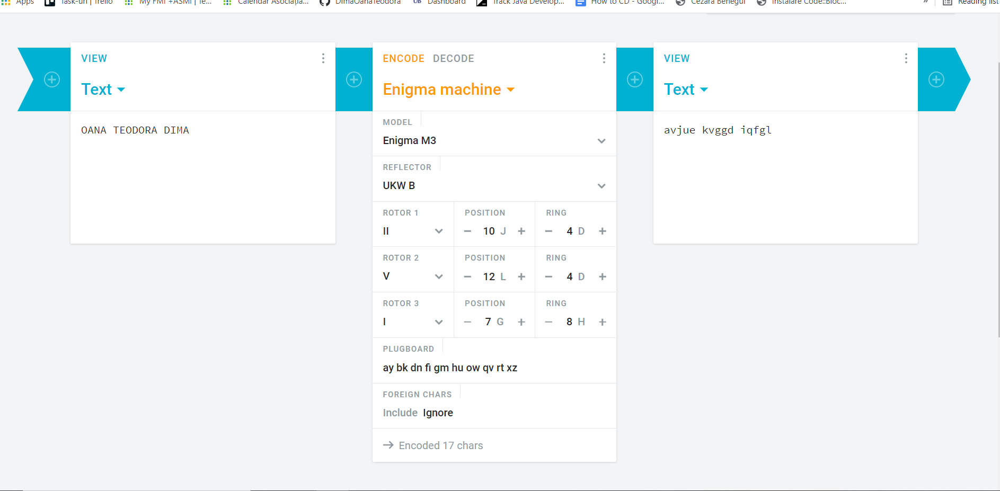 Apps Task-uri | Trello My FMI +ASMI | Te... Calendar Asociația... DimaOanaTeodora Dashboard Track Java Develop... How to CD - Googl... Cezara Benegui Instalare Code::Bloc... » Reading list
VIEW
Text
OANA TEODORA DIMA
ENCODE DECODE
Enigma machine
MODEL
Enigma M3
REFLECTOR
UKW B
ROTOR 1 POSITION RING
II − 10 J + − 4 D +
ROTOR 2 POSITION RING
V − 12 L + − 4 D +
ROTOR 3 POSITION RING
I − 7 G + − 8 H +
PLUGBOARD
ay bk dn fi gm hu ow qv rt xz
FOREIGN CHARS
Include Ignore
→ Encoded 17 chars
VIEW
Text
avjue kvggd iqfgl